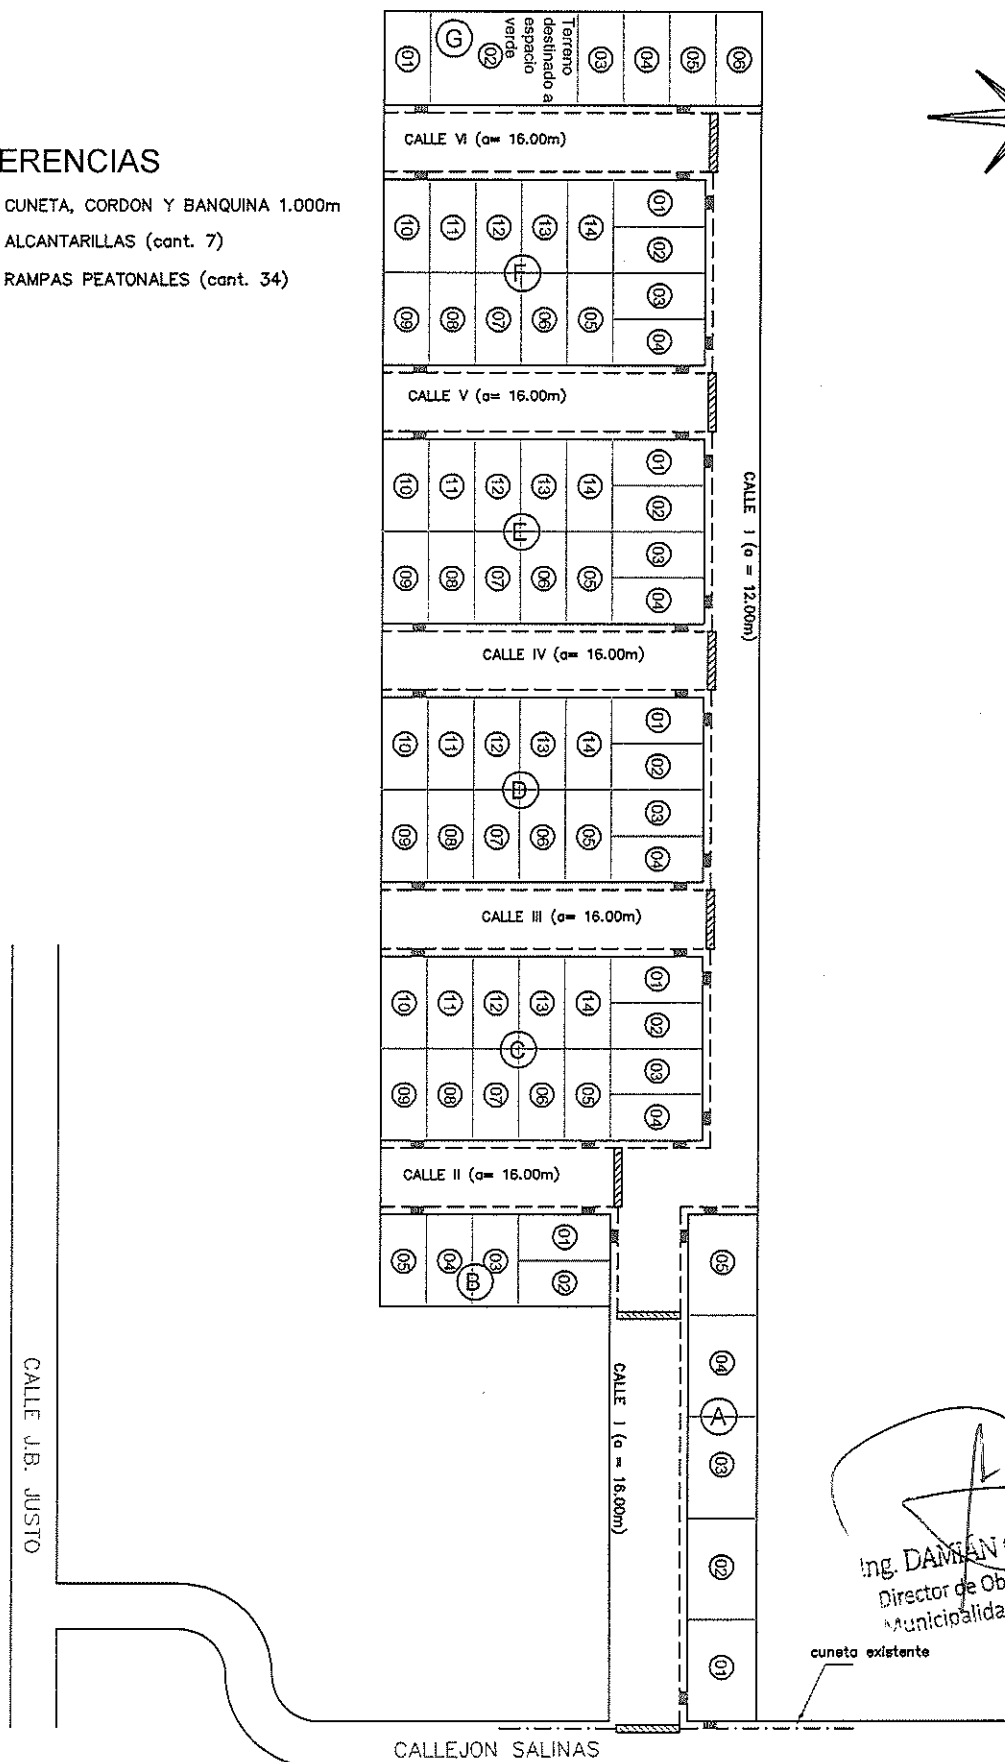 01
G
02
Terreno
destinado a
espacio
verde
03
04
05
06
CALLE VI (a= 16.00m)
ERENCIAS
CUNETA, CORDON Y BANQUINA 1.000m
ALCANTARILLAS (cant. 7)
RAMPAS PEATONALES (cant. 34)
10
11
12
13
14
01
02
03
04
F
09
08
07
06
05
CALLE V (a= 16.00m)
10
11
12
13
14
01
02
03
04
E
09
08
07
06
05
CALLE 1 (a = 12.00m)
CALLE IV (a= 16.00m)
10
11
12
13
14
01
02
03
04
D
09
08
07
06
05
CALLE III (a= 16.00m)
10
11
12
13
14
01
02
03
04
C
09
08
07
06
05
CALLE II (a= 16.00m)
05
04
03
B
01
02
05
04
A
03
02
01
CALLE 1 (a = 16.00m)
CALLE J.B. JUSTO
Ing. DAMIÁN
Director de Ob
Municipalida
cuneta existente
CALLEJON SALINAS